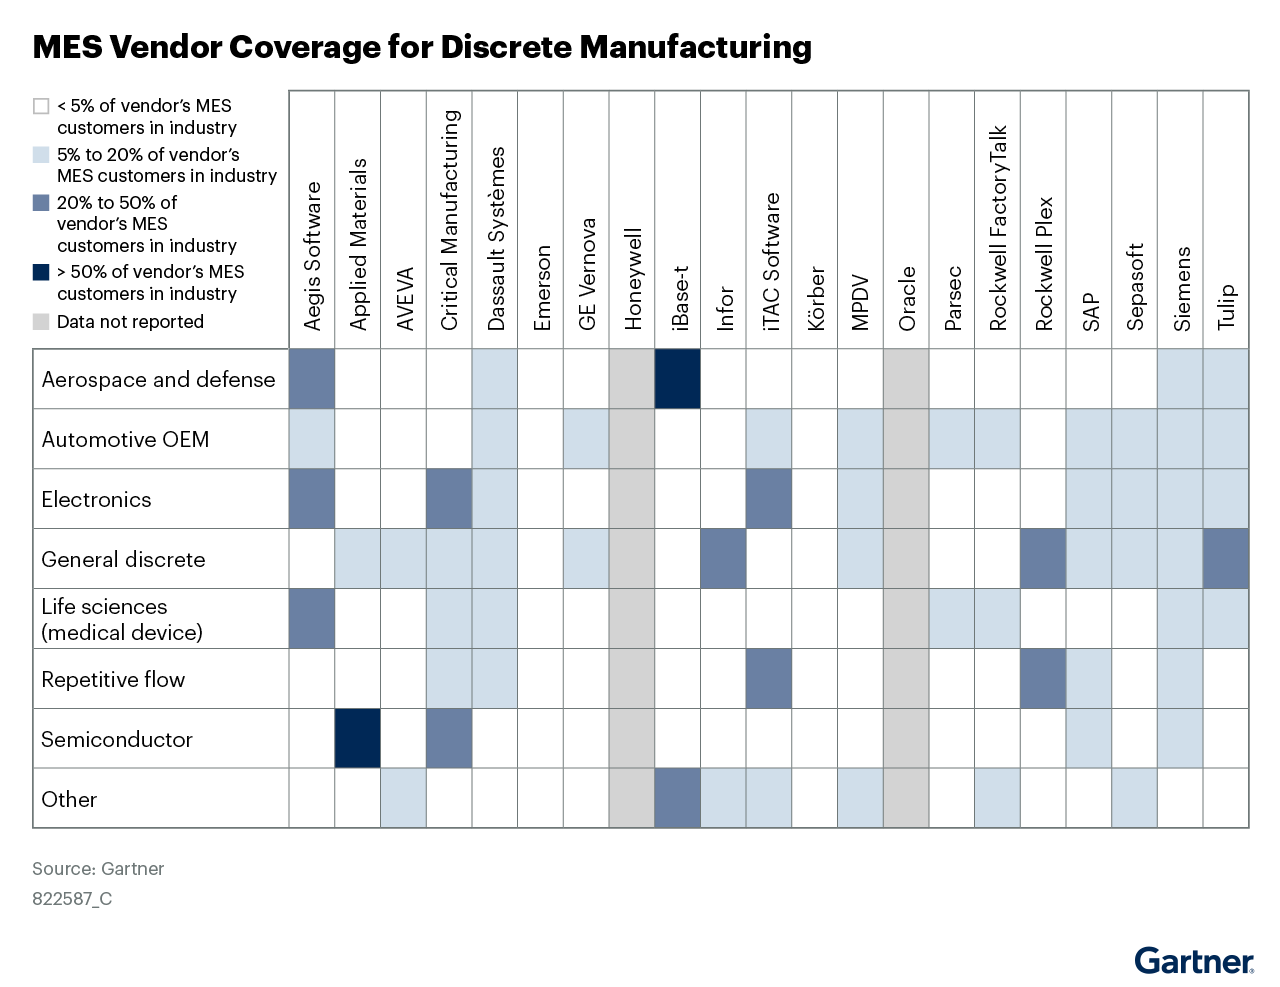 MES Vendor Coverage for Discrete Manufacturing
< 5% of vendor's MES
customers in industry
5% to 20% of vendor's
MES customers in industry
20% to 50% of
vendor's MES
customers in industry
> 50% of vendor's MES
customers in industry
Data not reported
Aegis Software
Applied Materials
AVEVA
Critical Manufacturing
Dassault Systèmes
Emerson
GE Vernova
Honeywell
iBase-t
Infor
iTAC Software
Körber
MPDV
Oracle
Parsec
Rockwell FactoryTalk
Rockwell Plex
SAP
Sepasoft
Siemens
Tulip
Aerospace and defense
Automotive OEM
Electronics
General discrete
Life sciences
(medical device)
Repetitive flow
Semiconductor
Other
Source: Gartner
822587_C
Gartner®